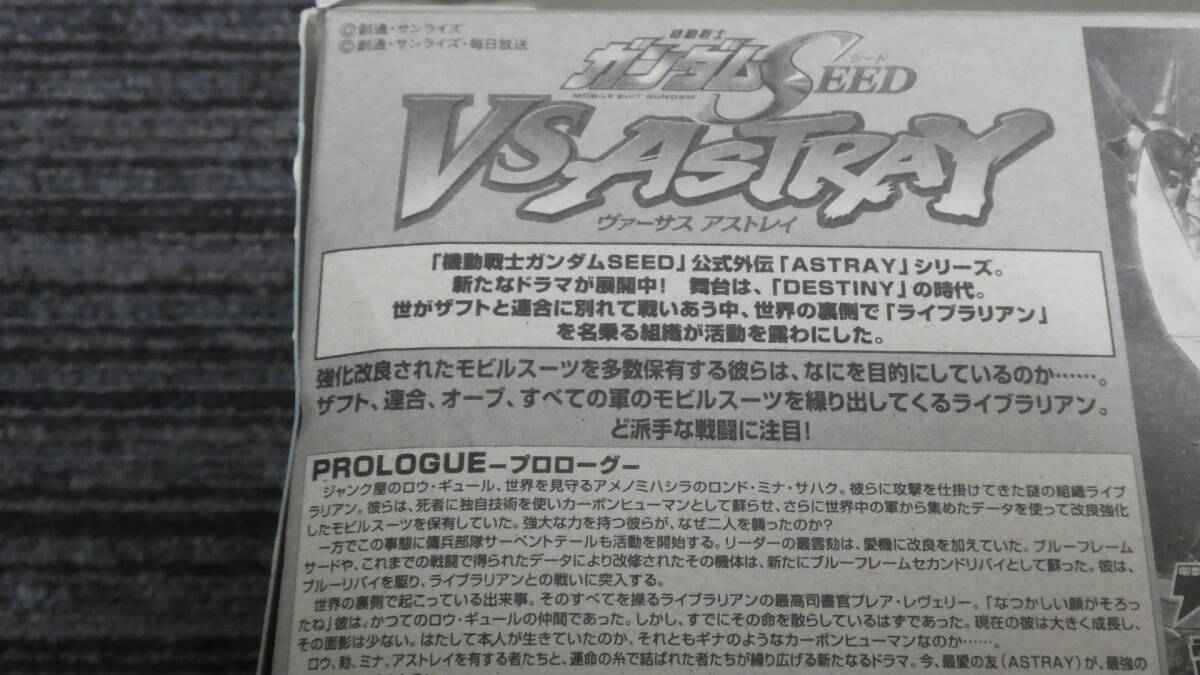 ©創通・サンライズ
©創通・サンライズ・毎日放送
機動戦士
ガンダムSEED
シード
MOBILE SUIT GUNDAM
VS ASTRAY
ヴァーサス アストレイ
「機動戦士ガンダムSEED」公式外伝「ASTRAY」シリーズ。
新たなドラマが展開中! 舞台は、「DESTINY」の時代。
世がザフトと連合に別れて戦いあう中、世界の裏側で「ライブラリアン」
を名乗る組織が活動を露わにした。
強化改良されたモビルスーツを多数保有する彼らは、なにを目的にしているのか……。
ザフト、連合、オーブ、すべての軍のモビルスーツを繰り出してくるライブラリアン。
ど派手な戦闘に注目!
PROLOGUE―プロローグ―
ジャンク屋のロウ・ギュール、世界を見守るアメノミハシラのロンド・ミナ・サハク。彼らに攻撃を仕掛けてきた謎の組織ライブ
ラリアン。彼らは、死者に独自技術を使いカーボンヒューマンとして蘇らせ、さらに世界中の軍から集めたデータを使って改良強化
したモビルスーツを保有していた。強大な力を持つ彼らが、なぜ二人を襲ったのか?
一方でこの事態に傭兵部隊サーペントテールも活動を開始する。リーダーの叢雲劾は、愛機に改良を加えていた。ブルーフレーム
サードや、これまでの戦闘で得られたデータにより改修されたその機体は、新たにブルーフレームセカンドリバイとして蘇った。彼は、
ブルーリバイを駆り、ライブラリアンとの戦いに突入する。
世界の裏側で起こっている出来事。そのすべてを操るライブラリアンの最高司書官プレア・レヴェリー。「なつかしい顔がそろっ
たね」彼は、かつてのロウ・ギュールの仲間であった。しかし、すでにその命を散らしているはずであった。現在の彼は大きく成長し、
その面影は少ない。はたして本人が生きていたのか、それともギナのようなカーボンヒューマンなのか……。
ロウ、劾、ミナ、アストレイを有する者たちと、運命の糸で結ばれた者たちが繰り広げる新たなるドラマ。今、最愛の友（ASTRAY）が、最強の